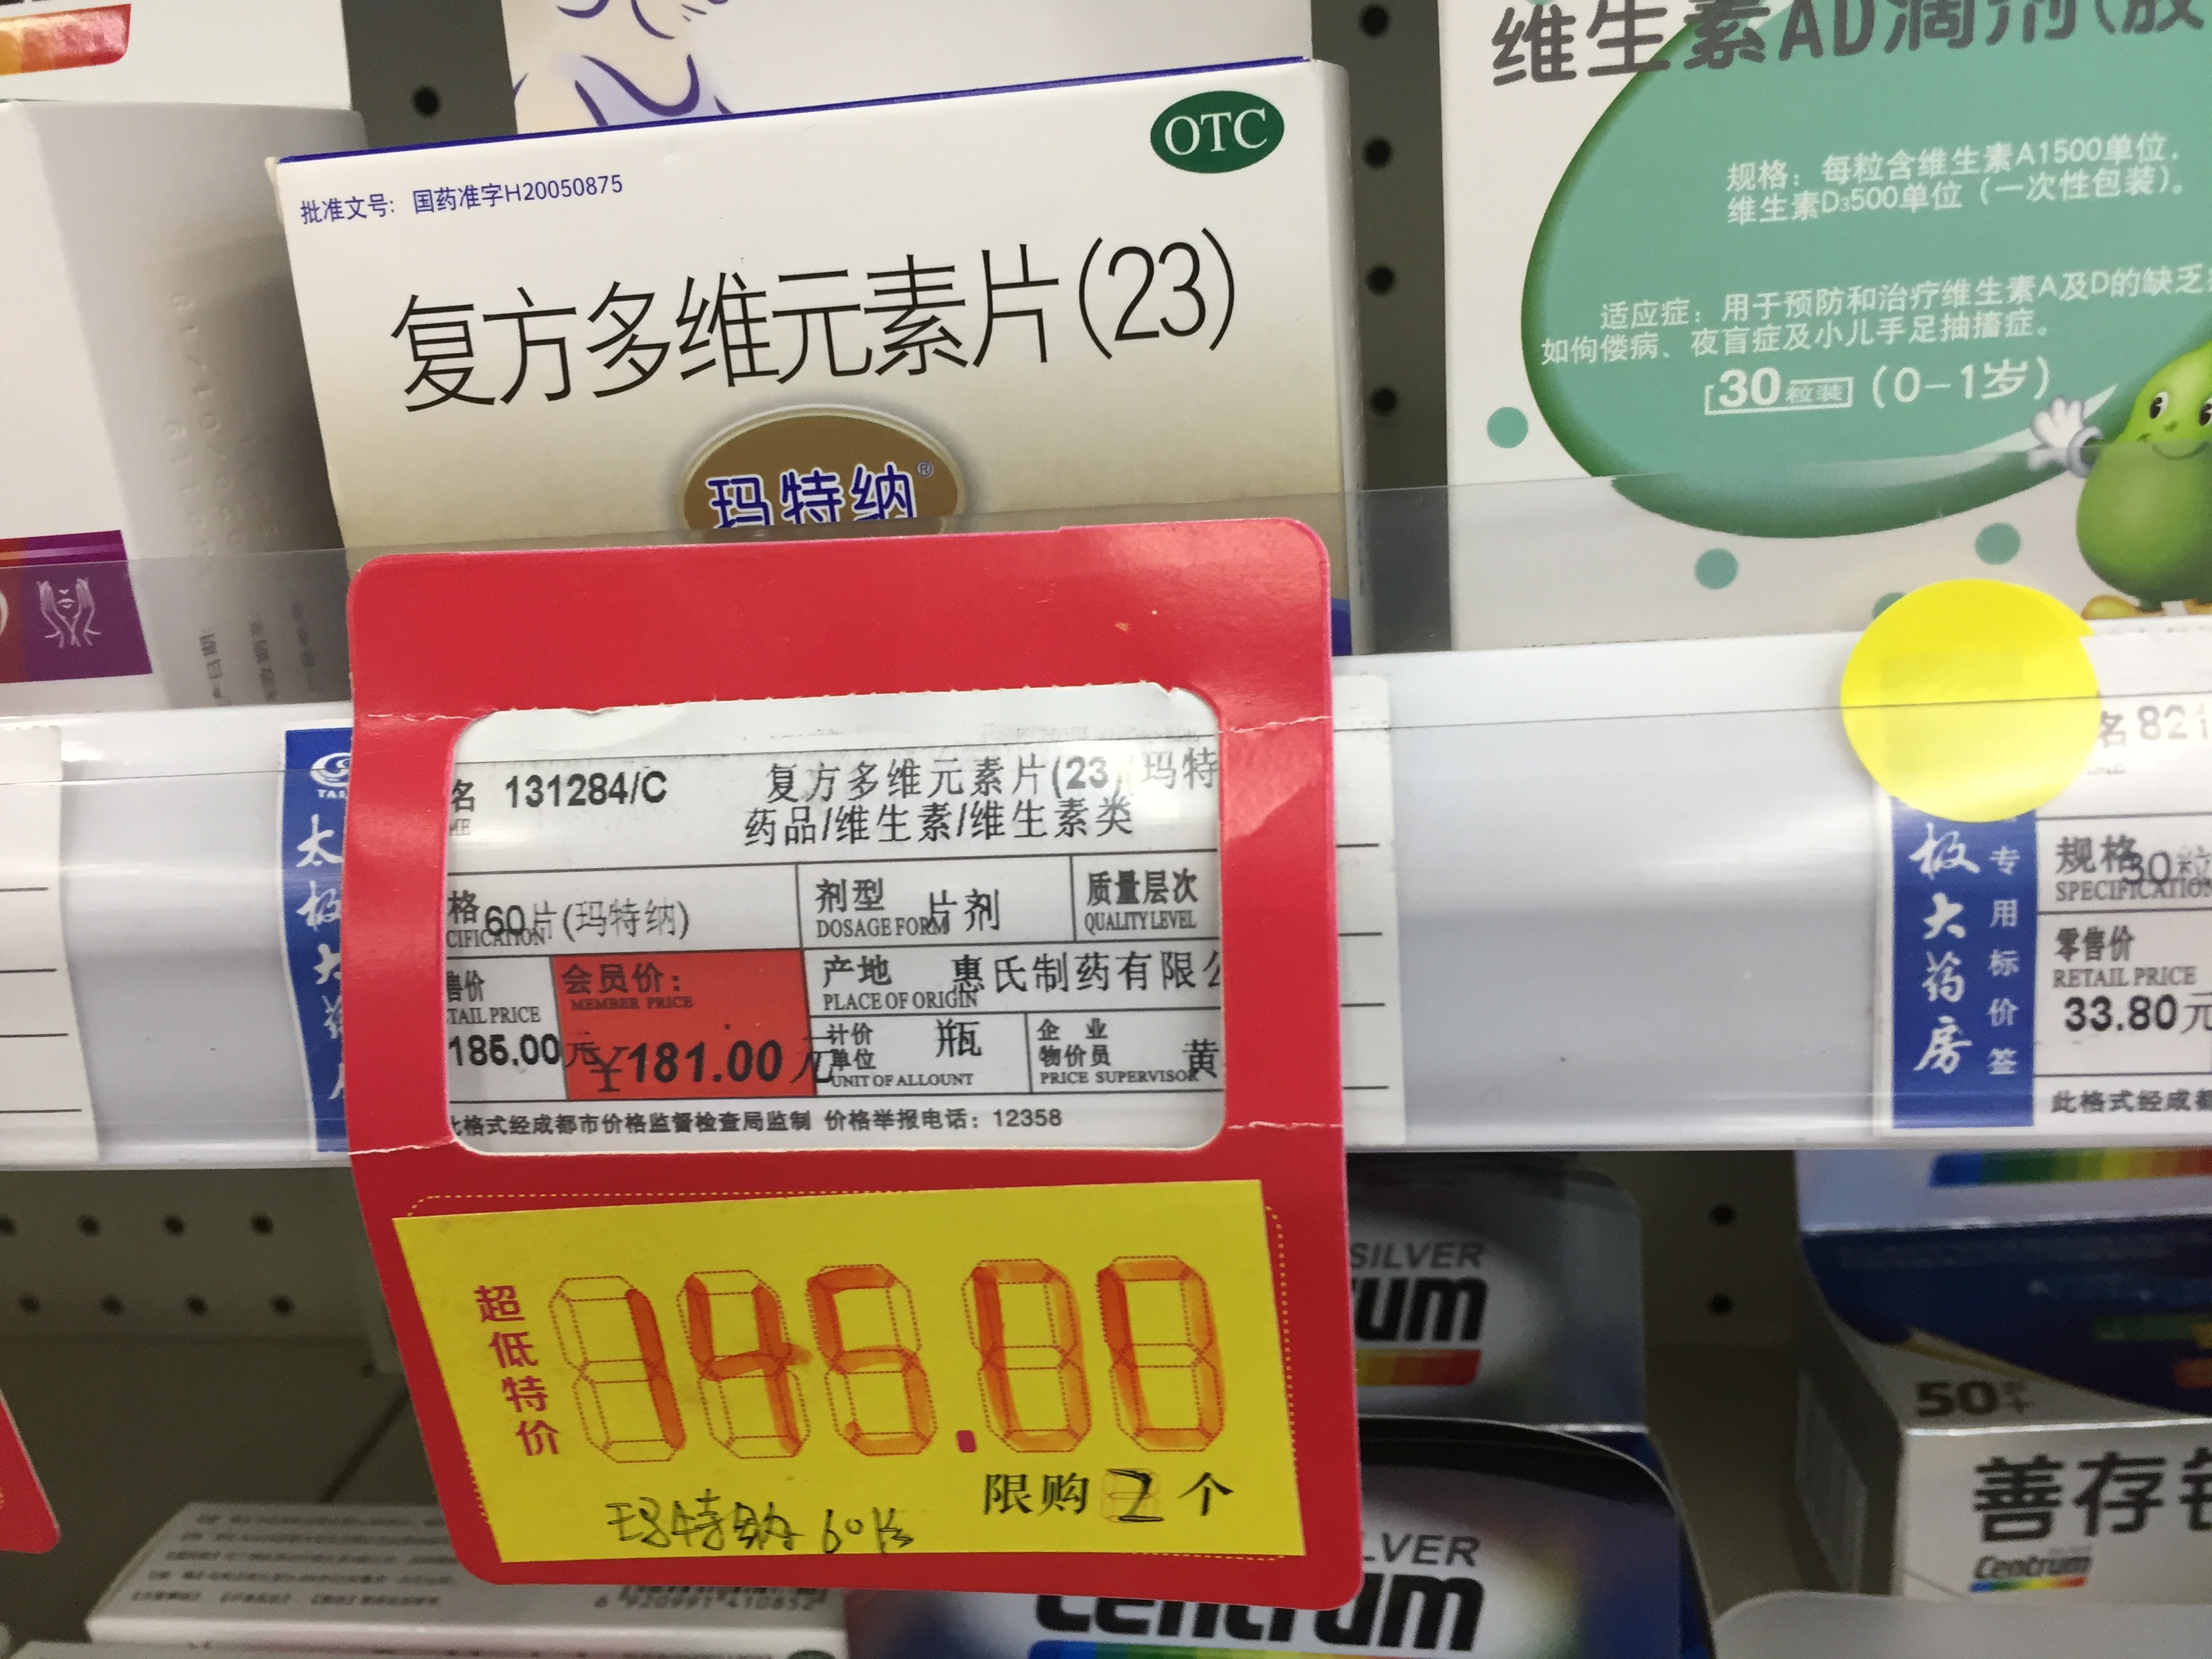 维生素AD滴剂
OTC
批准文号: 国药准字H20050875
复方多维元素片(23)
玛特纳®
规格: 每粒含维生素A1500单位,
维生素D3500单位 (一次性包装)。
适应症: 用于预防和治疗维生素A及D的缺乏
如佝偻病、夜盲症及小儿手足抽搐症。
30粒装 (0-1岁)
名 131284/C 复方多维元素片(23)(玛特
药品/维生素/维生素类
格 60片(玛特纳)
CIFICATION
剂型 片剂
DOSAGE FORM
质量层次
QUALITY LEVEL
售价
TAIL PRICE
185.00元
会员价:
MEMBER PRICE
¥181.00元
产地 惠氏制药有限公
PLACE OF ORIGIN
计价
单位 瓶
UNIT OF ALLOUNT
企 业
物价员 黄
PRICE SUPERVISOR
此格式经成都市价格监督检查局监制 价格举报电话: 12358
超低特价
145.00
限购 2 个
玛特纳 60片
太极大药房
名 821
极大药房
专用标价签
规格 30粒
SPECIFICATION
零售价
RETAIL PRICE
33.80元
此格式经成都
SILVER
um
50+
善存
Centrum
LVER
Centrum
6 920991 410852